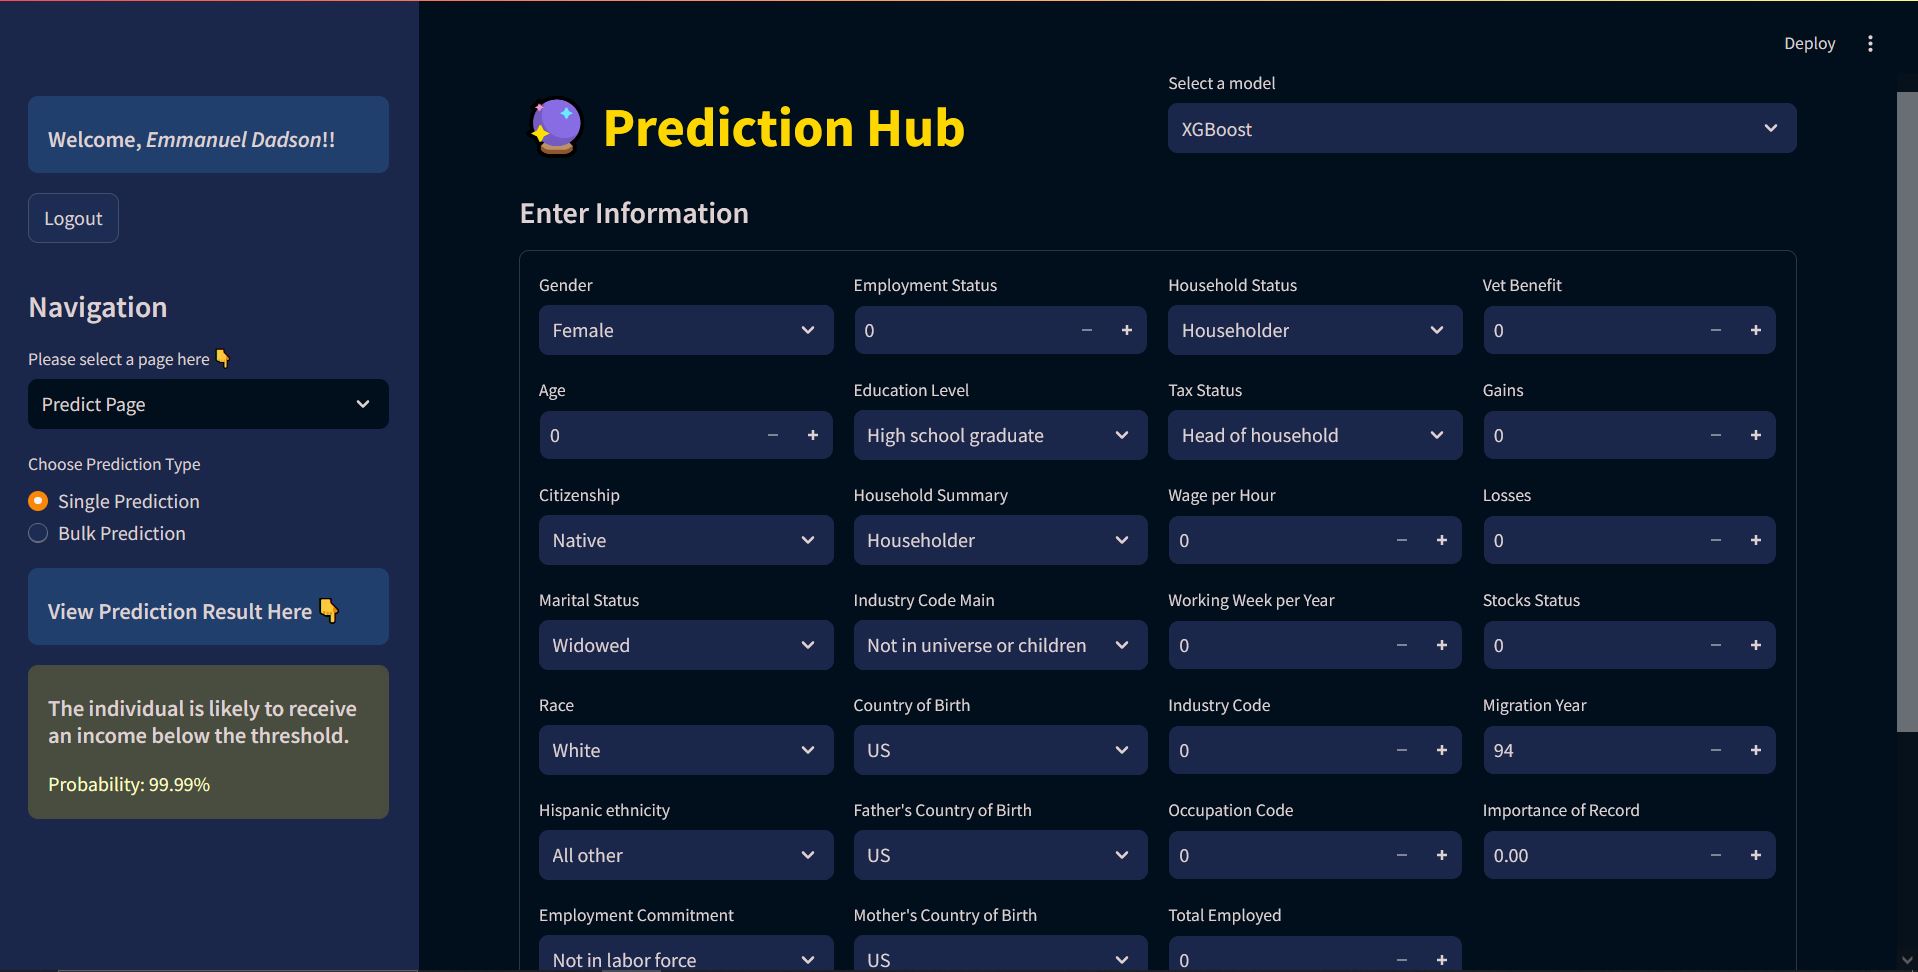 Deploy
Welcome, Emmanuel Dadson!!
Logout
Navigation
Please select a page here
Predict Page
Choose Prediction Type
Single Prediction
Bulk Prediction
View Prediction Result Here
The individual is likely to receive
an income below the threshold.
Probability: 99.99%
Prediction Hub
Select a model
XGBoost
Enter Information
Gender
Employment Status
Household Status
Vet Benefit
Female
0
Householder
0
Age
Education Level
Tax Status
Gains
0
High school graduate
Head of household
0
Citizenship
Household Summary
Wage per Hour
Losses
Native
Householder
0
0
Marital Status
Industry Code Main
Working Week per Year
Stocks Status
Widowed
Not in universe or children
0
0
Race
Country of Birth
Industry Code
Migration Year
White
US
0
94
Hispanic ethnicity
Father's Country of Birth
Occupation Code
Importance of Record
All other
US
0
0.00
Employment Commitment
Mother's Country of Birth
Total Employed
Not in labor force
US
0